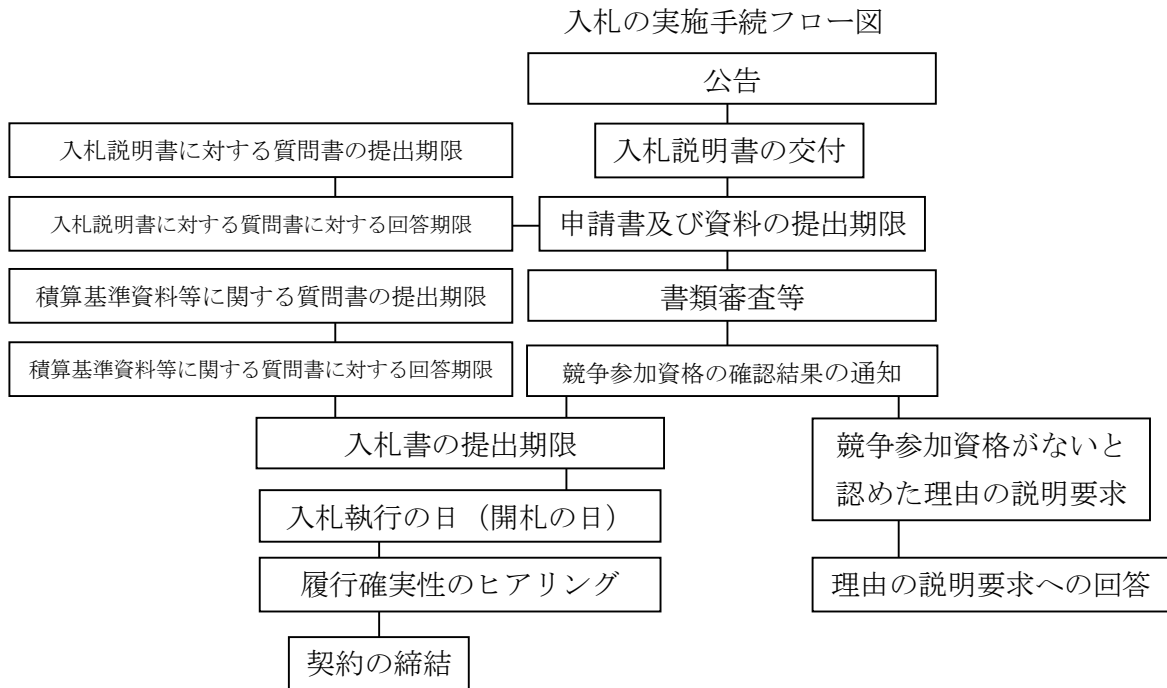 入札の実施手続フロー図
公告
入札説明書に対する質問書の提出期限
入札説明書の交付
入札説明書に対する質問書に対する回答期限
申請書及び資料の提出期限
積算基準資料等に関する質問書の提出期限
書類審査等
積算基準資料等に関する質問書に対する回答期限
競争参加資格の確認結果の通知
入札書の提出期限
競争参加資格がないと
認めた理由の説明要求
入札執行の日（開札の日）
履行確実性のヒアリング
理由の説明要求への回答
契約の締結